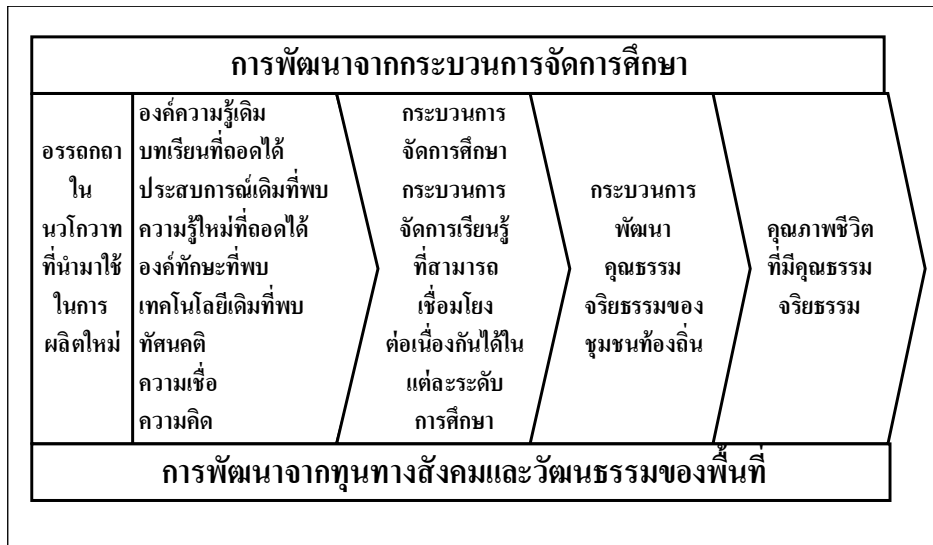 การพัฒนาจากกระบวนการจัดการศึกษา
อรรถกถา
ใน
นวโกวาท
ที่นำมาใช้
ในการ
ผลิตใหม่
องค์ความรู้เดิม
บทเรียนที่ถอดได้
ประสบการณ์เดิมที่พบ
ความรู้ใหม่ที่ถอดได้
องค์ทักษะที่พบ
เทคโนโลยีเดิมที่พบ
ทัศนคติ
ความเชื่อ
ความคิด
กระบวนการ
จัดการศึกษา
กระบวนการ
จัดการเรียนรู้
ที่สามารถ
เชื่อมโยง
ต่อเนื่องกันได้ใน
แต่ละระดับ
การศึกษา
กระบวนการ
พัฒนา
คุณธรรม
จริยธรรมของ
ชุมชนท้องถิ่น
คุณภาพชีวิต
ที่มีคุณธรรม
จริยธรรม
การพัฒนาจากทุนทางสังคมและวัฒนธรรมของพื้นที่